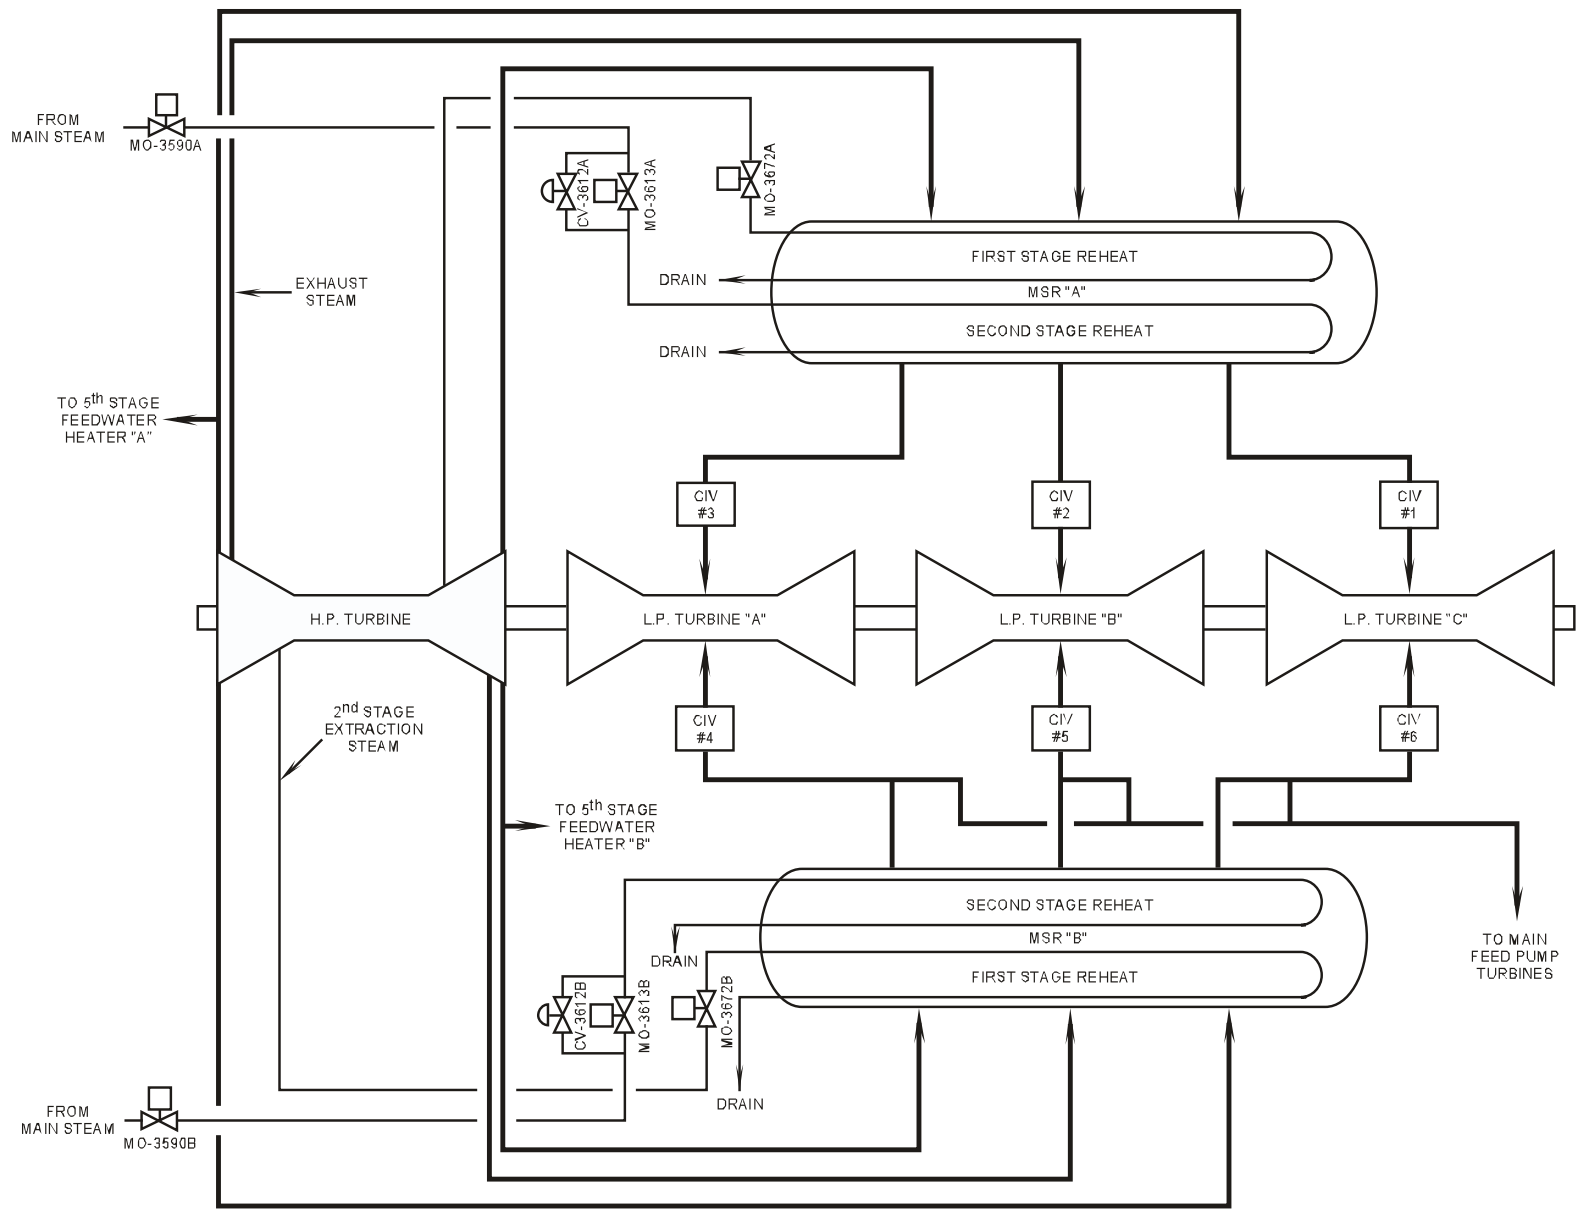 FROM
MAIN STEAM
MO-3590A
CV-3612A
MO-3613A
MO-3672A
FIRST STAGE REHEAT
DRAIN
MSR "A"
SECOND STAGE REHEAT
DRAIN
EXHAUST
STEAM
TO 5th STAGE
FEEDWATER
HEATER "A"
CIV
#3
CIV
#2
CIV
#1
H.P. TURBINE
L.P. TURBINE "A"
L.P. TURBINE "B"
L.P. TURBINE "C"
2nd STAGE
EXTRACTION
STEAM
CIV
#4
CIV
#5
CIV
#6
TO 5th STAGE
FEEDWATER
HEATER "B"
SECOND STAGE REHEAT
MSR "B"
DRAIN
FIRST STAGE REHEAT
TO MAIN
FEED PUMP
TURBINES
CV-3612B
MO-3613B
MO-3672B
DRAIN
FROM
MAIN STEAM
MO-3590B